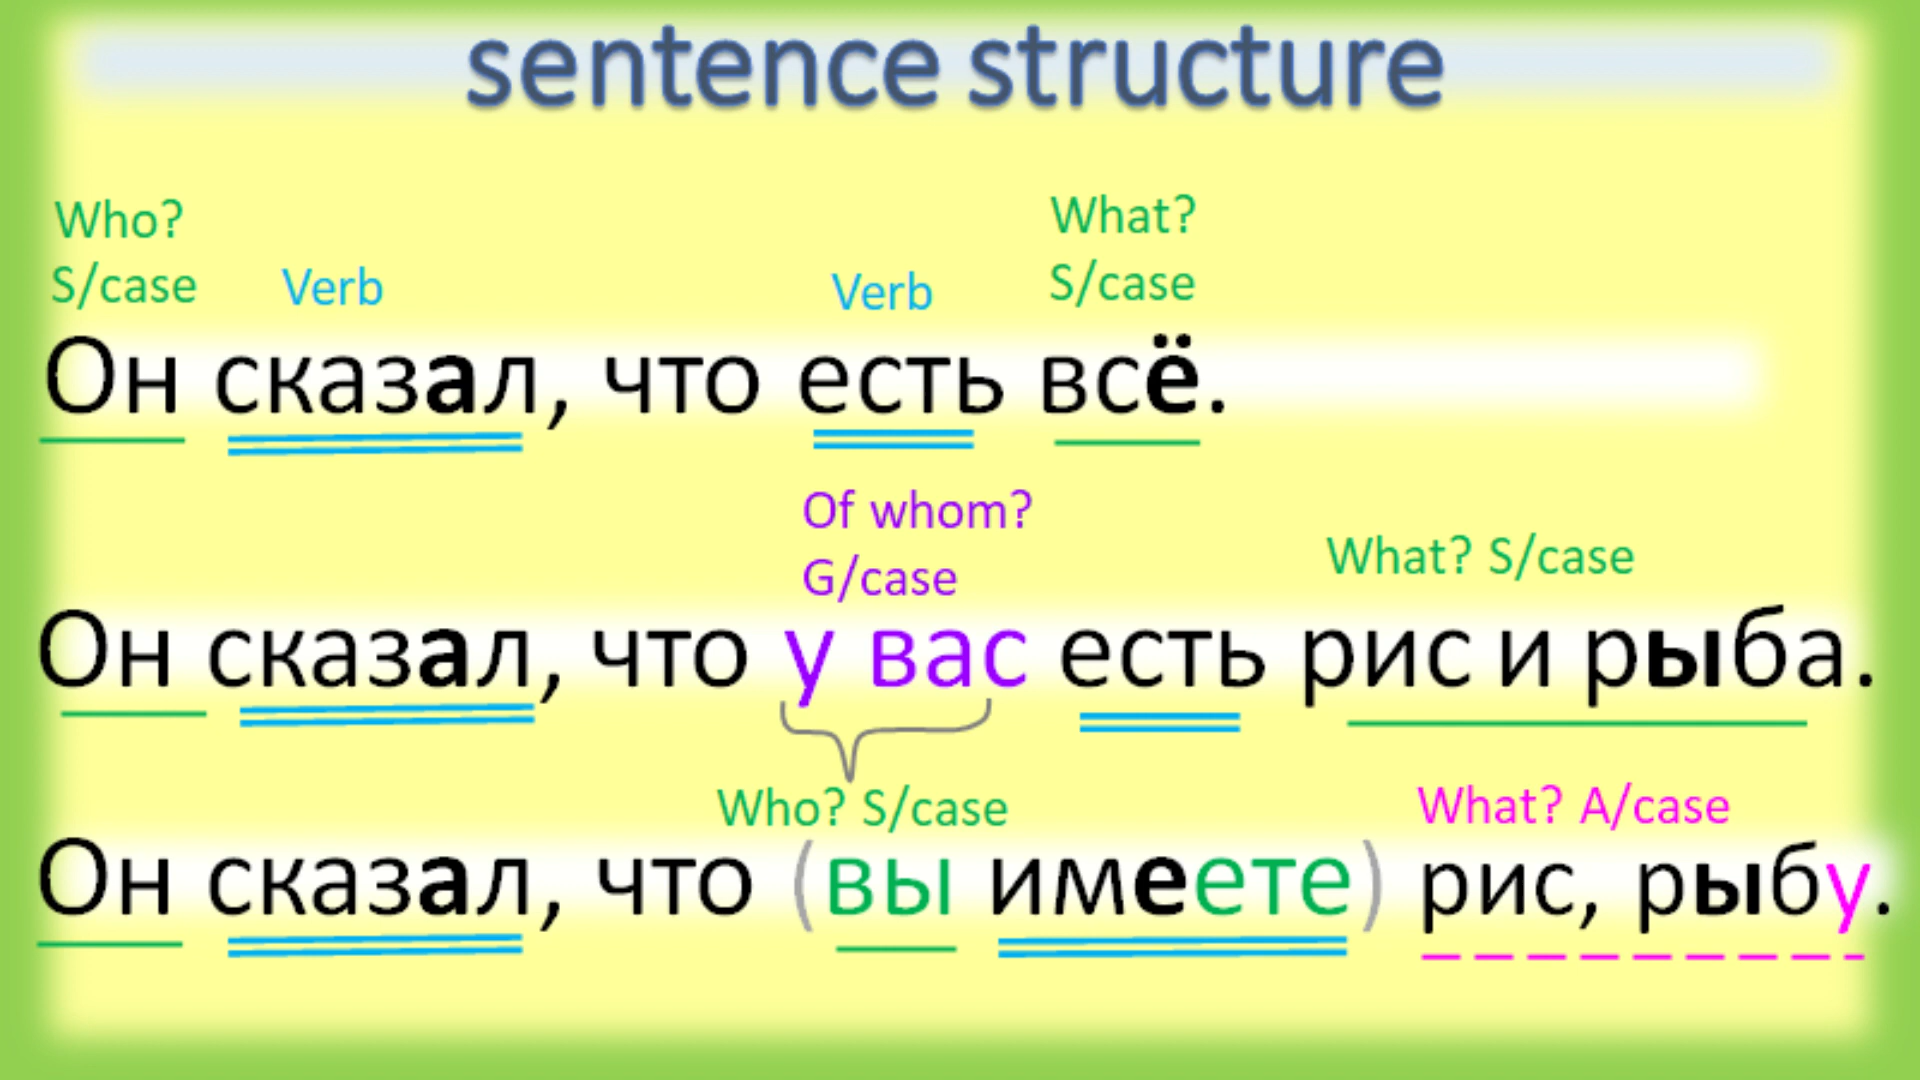 sentence structure
Who? What?
S/case Verb Verb S/case
Он сказал, что есть всё.
Of whom?
G/case What? S/case
Он сказал, что у вас есть рис и рыба.
Who? S/case What? A/case
Он сказал, что (вы имеете) рис, рыбу.